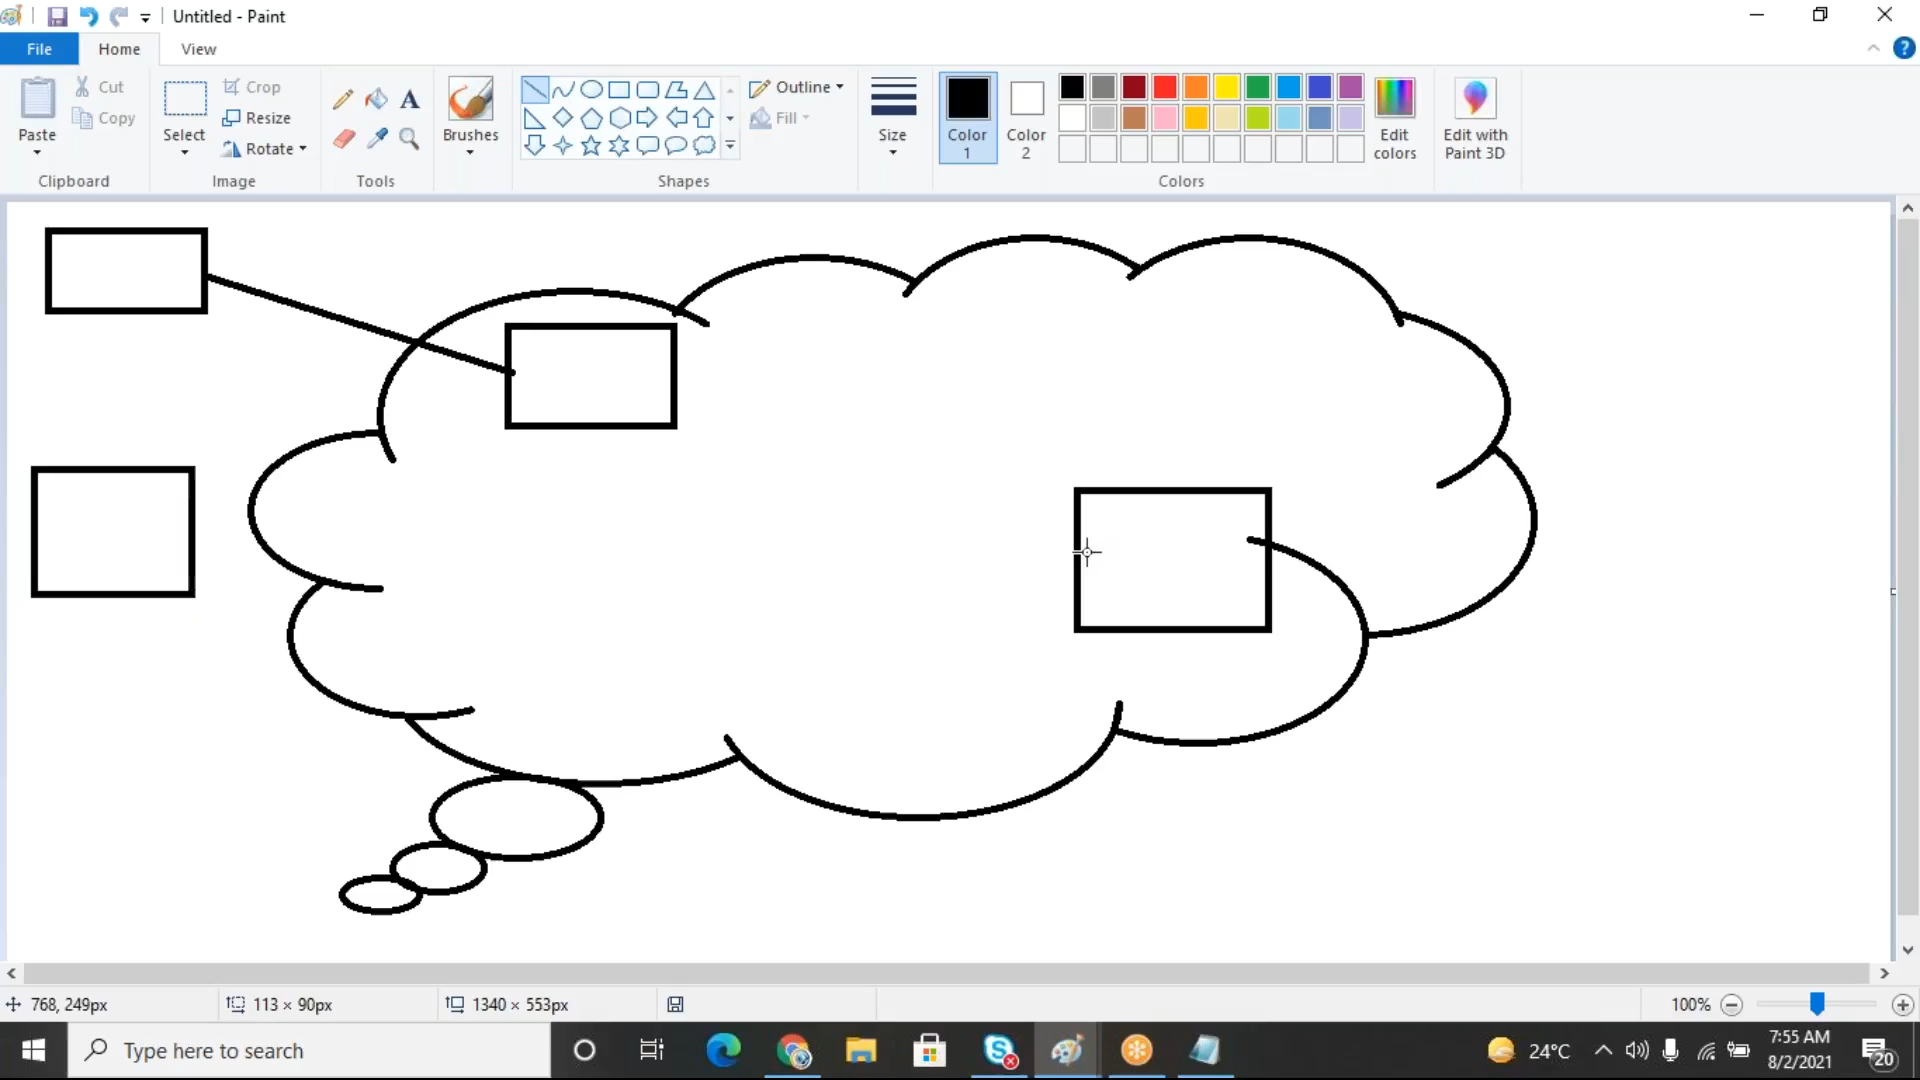 Untitled - Paint
File Home View
Paste
Cut
Copy
Clipboard
Select
Crop
Resize
Rotate
Image
A
Tools
Brushes
Outline
Fill
Shapes
Size
Color 1
Color 2
Edit colors
Colors
Edit with Paint 3D
?
768, 249px 113 × 90px 1340 × 553px 100%
Type here to search
24°C
7:55 AM
8/2/2021
20